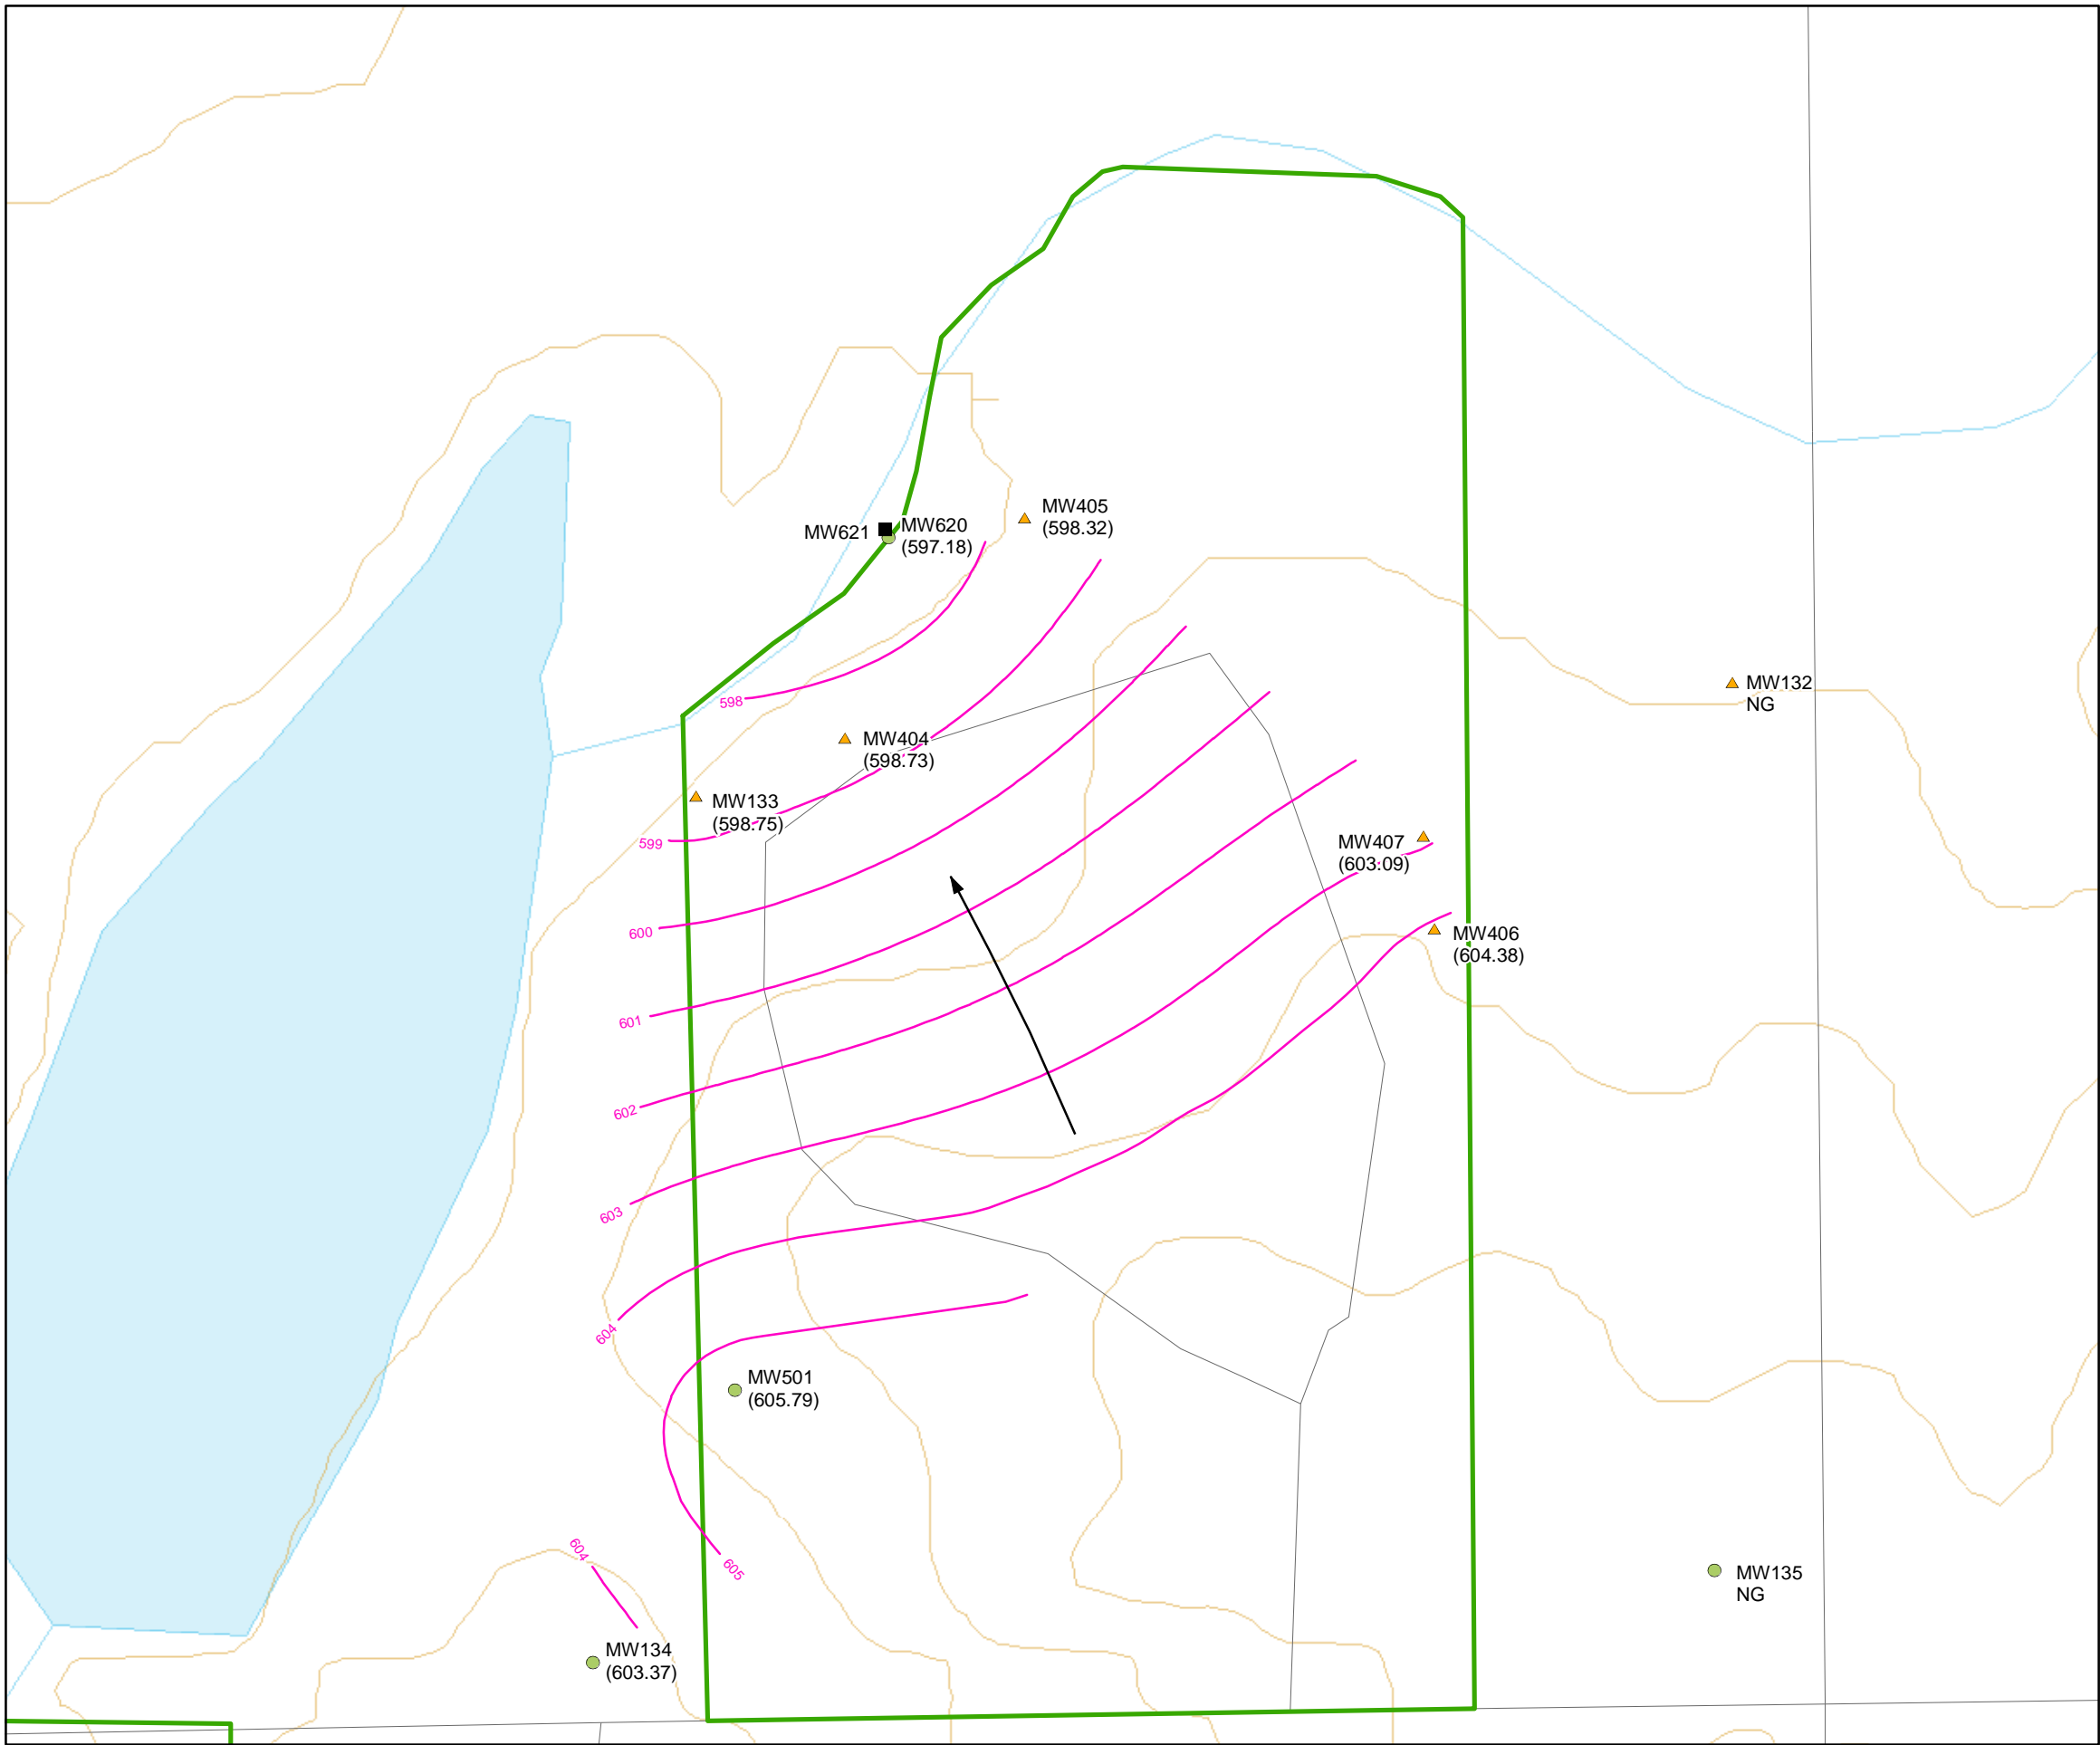 MW405
(598.32)
MW621
MW620
(597.18)
MW132
NG
598
MW404
(598.73)
MW133
(598.75)
599
MW407
(603.09)
600
MW406
(604.38)
601
602
603
604
MW501
(605.79)
604
605
MW135
NG
MW134
(603.37)